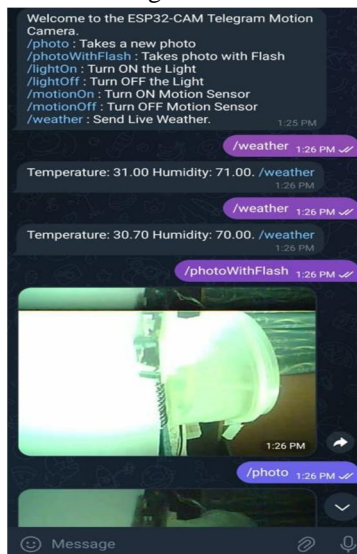 Welcome to the ESP32-CAM Telegram Motion
Camera.
/photo : Takes a new photo
/photoWithFlash : Takes photo with Flash
/lightOn : Turn ON the Light
/lightOff : Turn OFF the Light
/motionOn : Turn ON Motion Sensor
/motionOff : Turn OFF Motion Sensor
/weather : Send Live Weather.
1:25 PM
/weather 1:26 PM
Temperature: 31.00 Humidity: 71.00. /weather
1:26 PM
/weather 1:26 PM
Temperature: 30.70 Humidity: 70.00. /weather
1:26 PM
/photoWithFlash 1:26 PM
1:26 PM
/photo 1:26 PM
Message